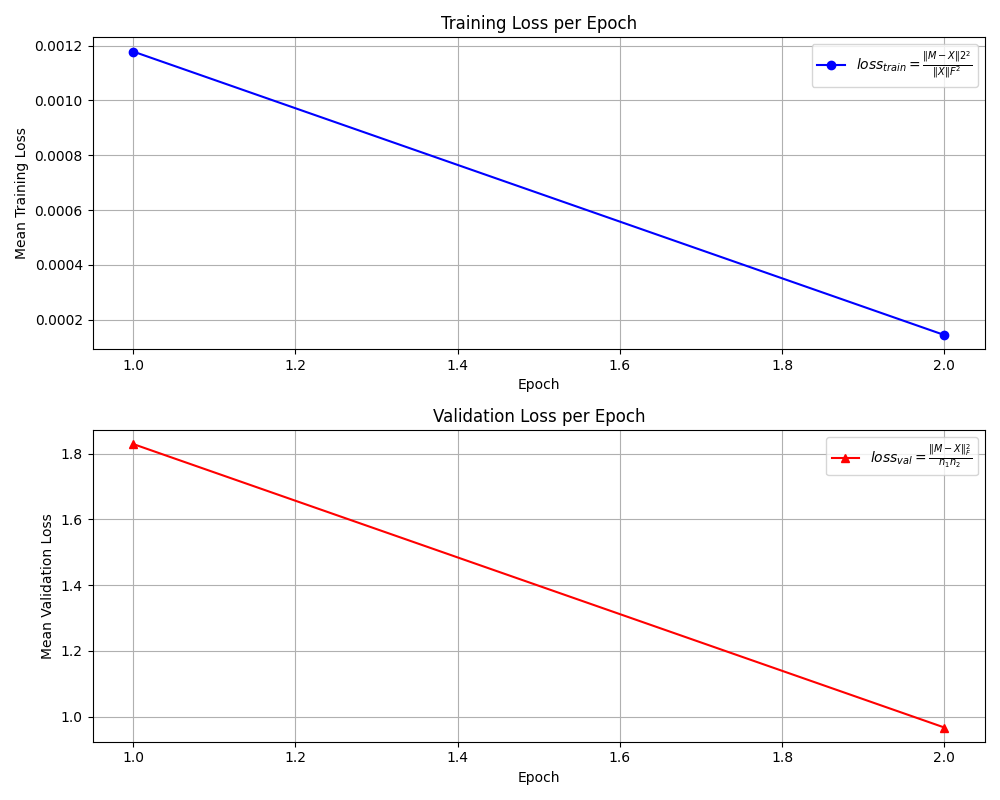 Training Loss per Epoch
0.0012
0.0010
0.0008
0.0006
0.0004
0.0002
Mean Training Loss
loss_train = ‖M−X‖2² / ‖X‖F²
1.0 1.2 1.4 1.6 1.8 2.0
Epoch
Validation Loss per Epoch
1.8
1.6
1.4
1.2
1.0
Mean Validation Loss
loss_val = ‖M−X‖_F² / n₁n₂
1.0 1.2 1.4 1.6 1.8 2.0
Epoch